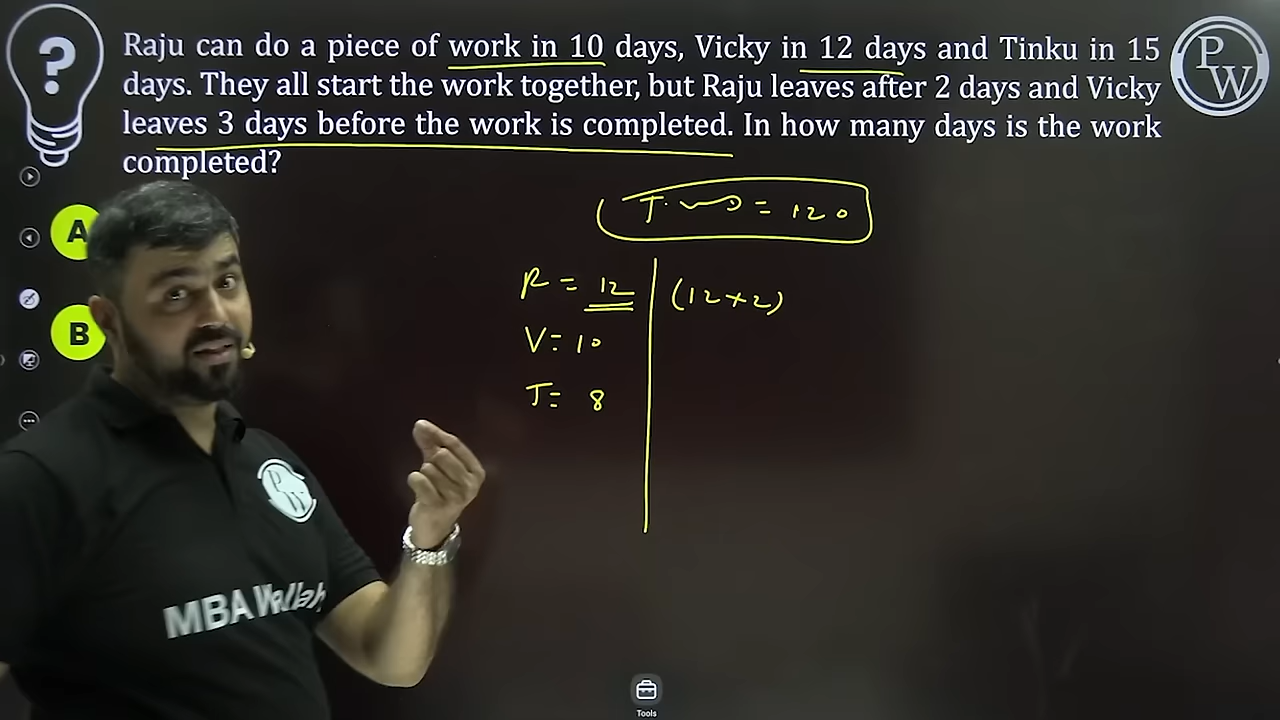 Raju can do a piece of work in 10 days, Vicky in 12 days and Tinku in 15
days. They all start the work together, but Raju leaves after 2 days and Vicky
leaves 3 days before the work is completed. In how many days is the work
completed?
P
W
A
B
= 120
R = 12 (12×2)
V = 10
T = 8
P
W
MBA Wallah
Tools